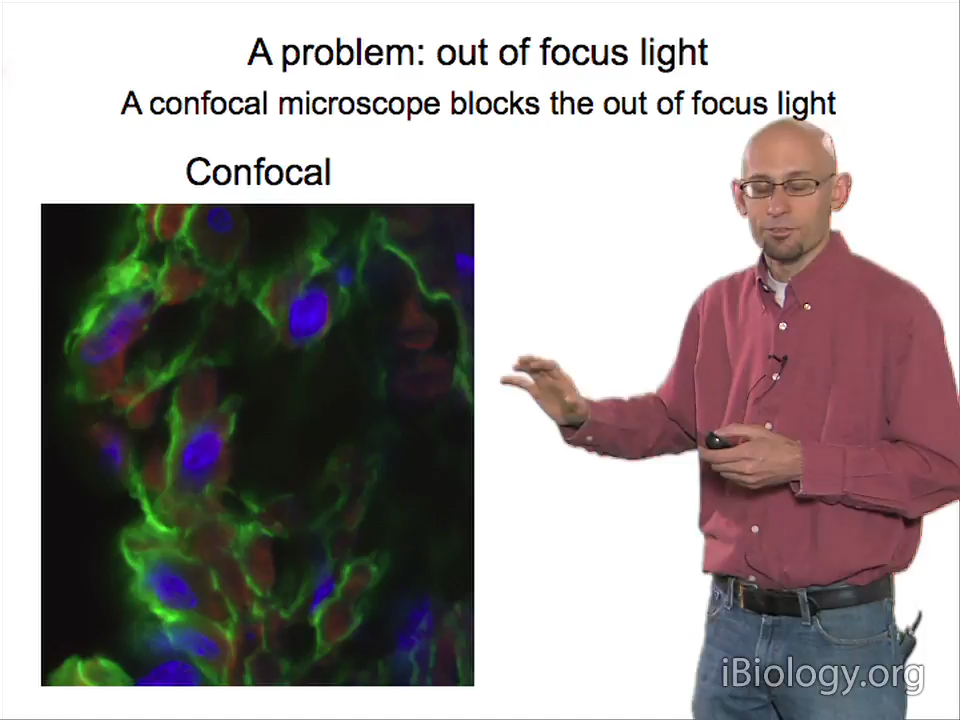 A problem: out of focus light
A confocal microscope blocks the out of focus light
Confocal
iBiology.org